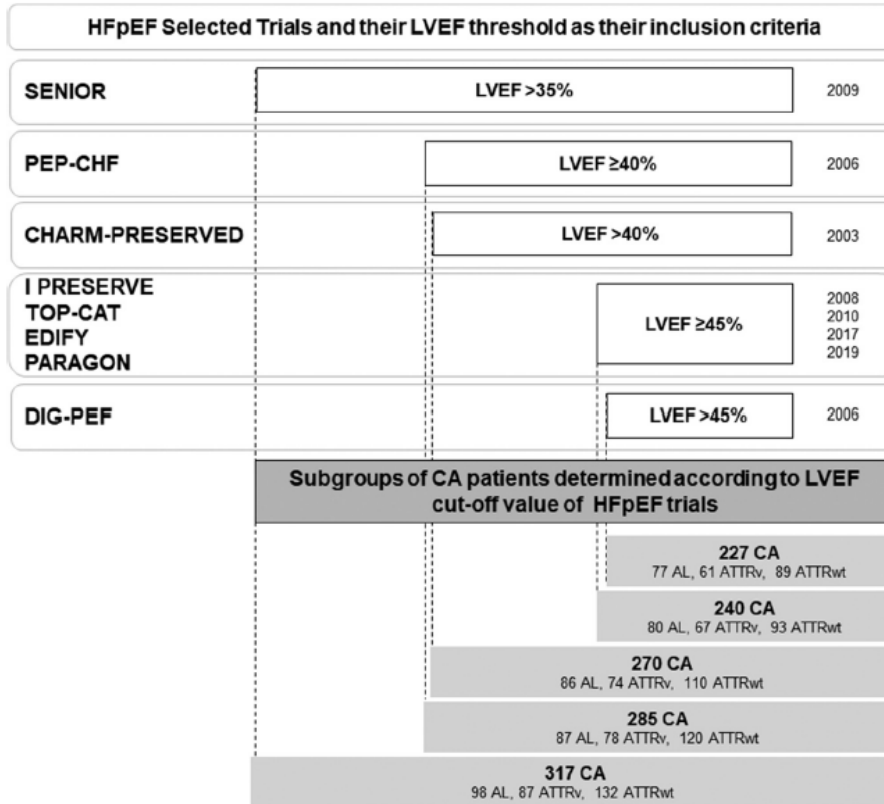 HFpEF Selected Trials and their LVEF threshold as their inclusion criteria
SENIOR
LVEF >35%
2009
PEP-CHF
LVEF ≥40%
2006
CHARM-PRESERVED
LVEF >40%
2003
I PRESERVE
TOP-CAT
EDIFY
PARAGON
LVEF ≥45%
2008
2010
2017
2019
DIG-PEF
LVEF >45%
2006
Subgroups of CA patients determined according to LVEF
cut-off value of HFpEF trials
227 CA
77 AL, 61 ATTRv, 89 ATTRwt
240 CA
80 AL, 67 ATTRv, 93 ATTRwt
270 CA
86 AL, 74 ATTRv, 110 ATTRwt
285 CA
87 AL, 78 ATTRv, 120 ATTRwt
317 CA
98 AL, 87 ATTRv, 132 ATTRwt